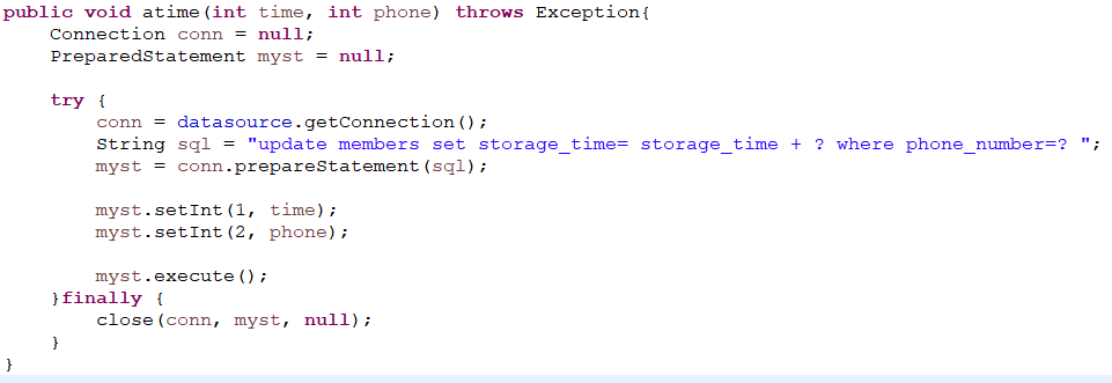 public void atime(int time, int phone) throws Exception{
    Connection conn = null;
    PreparedStatement myst = null;

    try {
        conn = datasource.getConnection();
        String sql = "update members set storage_time= storage_time + ? where phone_number=? ";
        myst = conn.prepareStatement(sql);

        myst.setInt(1, time);
        myst.setInt(2, phone);

        myst.execute();
    }finally {
        close(conn, myst, null);
    }
}